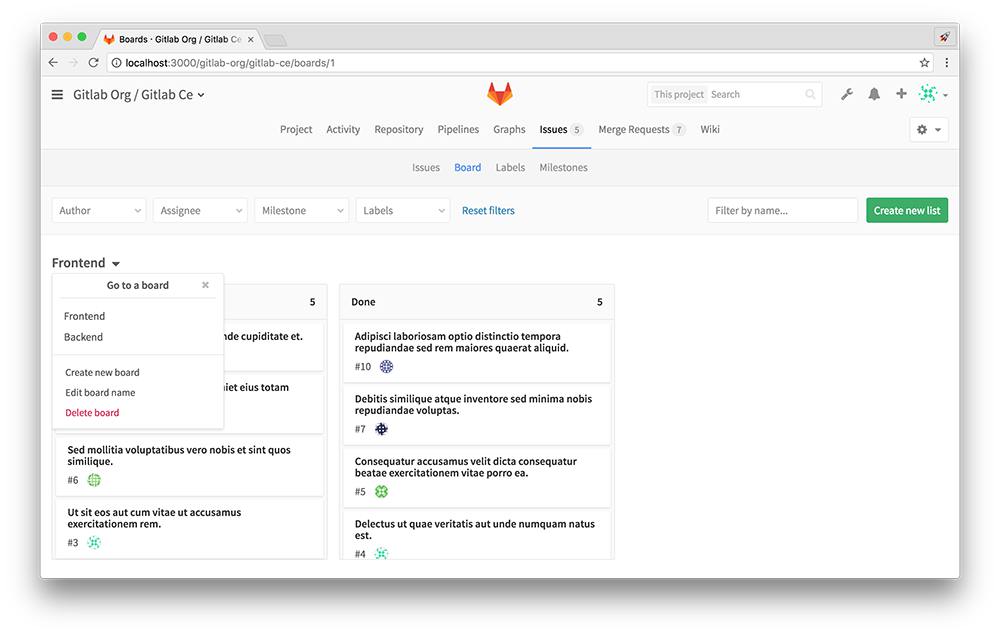 Boards · Gitlab Org / Gitlab Ce
localhost:3000/gitlab-org/gitlab-ce/boards/1
Gitlab Org / Gitlab Ce
This project Search
Project Activity Repository Pipelines Graphs Issues 5 Merge Requests 7 Wiki
Issues Board Labels Milestones
Author Assignee Milestone Labels Reset filters Filter by name... Create new list
Frontend
Go to a board
Frontend
Backend
Create new board
Edit board name
Delete board
5
cupiditate et.
eius totam
Sed mollitia voluptatibus vero nobis et sint quos
similique.
#6
Ut sit eos aut cum vitae ut accusamus
exercitationem rem.
#3
Done 5
Adipisci laboriosam optio distinctio tempora
repudiandae sed rem maiores quaerat aliquid.
#10
Debitis similique atque inventore sed minima nobis
repudiandae voluptas.
#7
Consequatur accusamus velit dicta consequatur
beatae exercitationem vitae porro ea.
#5
Delectus ut quae veritatis aut unde numquam natus
est.
#4